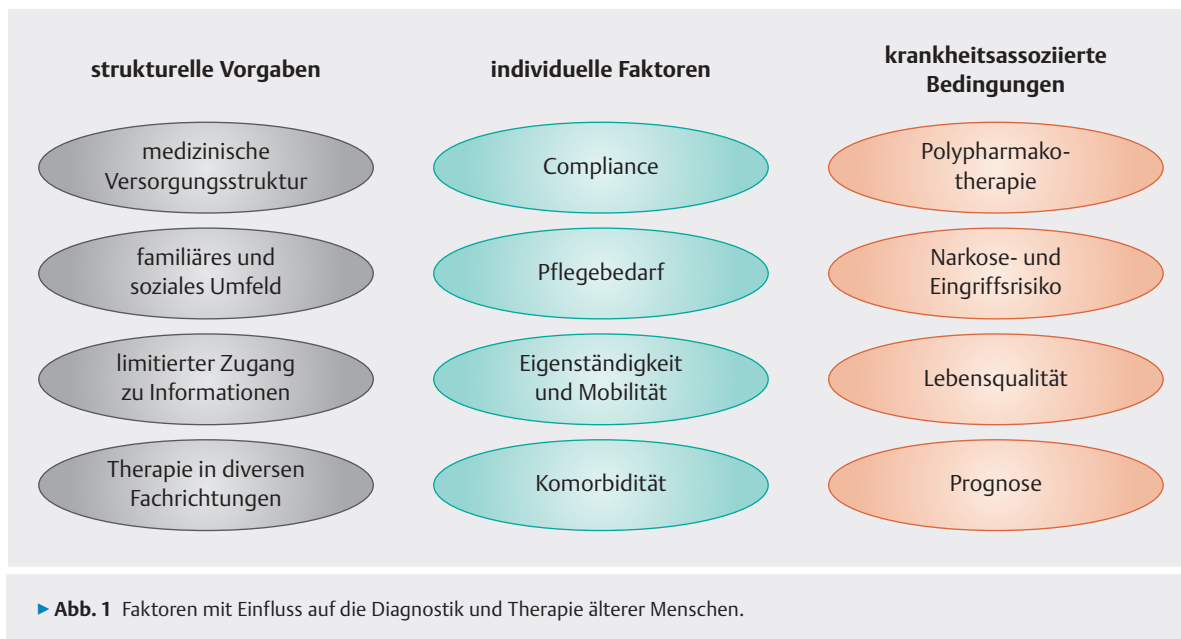 strukturelle Vorgaben
medizinische
Versorgungsstruktur
familiäres und
soziales Umfeld
limitierter Zugang
zu Informationen
Therapie in diversen
Fachrichtungen
individuelle Faktoren
Compliance
Pflegebedarf
Eigenständigkeit
und Mobilität
Komorbidität
krankheitsassoziierte
Bedingungen
Polypharmako-
therapie
Narkose- und
Eingriffsrisiko
Lebensqualität
Prognose
▶ Abb. 1 Faktoren mit Einfluss auf die Diagnostik und Therapie älterer Menschen.